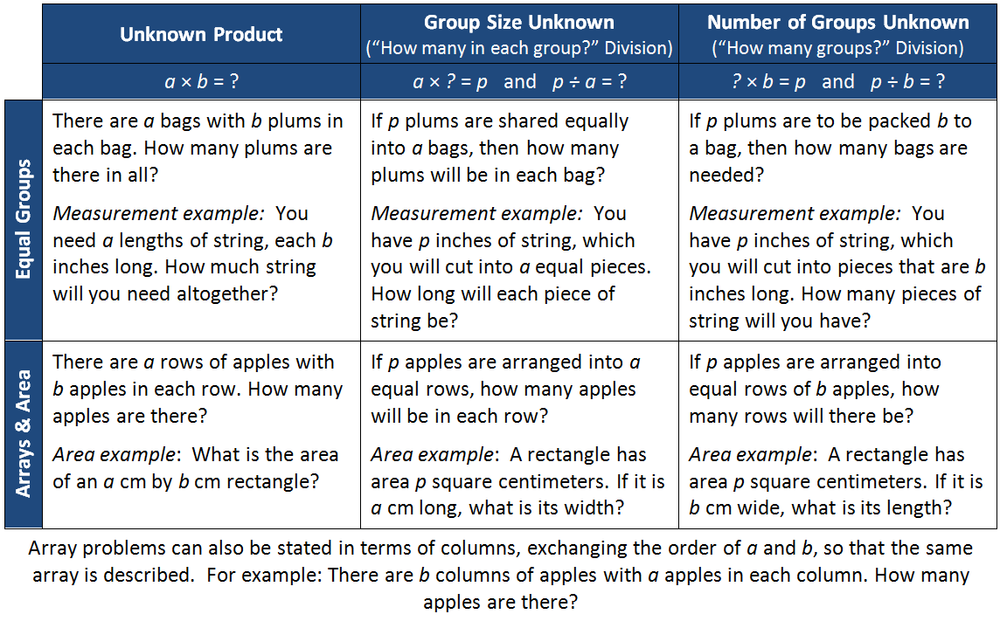 Unknown Product
Group Size Unknown
(“How many in each group?” Division)
Number of Groups Unknown
(“How many groups?” Division)
a × b = ?
a × ? = p and p ÷ a = ?
? × b = p and p ÷ b = ?
Equal Groups
There are a bags with b plums in
each bag. How many plums are
there in all?
Measurement example: You
need a lengths of string, each b
inches long. How much string
will you need altogether?
If p plums are shared equally
into a bags, then how many
plums will be in each bag?
Measurement example: You
have p inches of string, which
you will cut into a equal pieces.
How long will each piece of
string be?
If p plums are to be packed b to
a bag, then how many bags are
needed?
Measurement example: You
have p inches of string, which
you will cut into pieces that are b
inches long. How many pieces of
string will you have?
Arrays & Area
There are a rows of apples with
b apples in each row. How many
apples are there?
Area example: What is the area
of an a cm by b cm rectangle?
If p apples are arranged into a
equal rows, how many apples
will be in each row?
Area example: A rectangle has
area p square centimeters. If it is
a cm long, what is its width?
If p apples are arranged into
equal rows of b apples, how
many rows will there be?
Area example: A rectangle has
area p square centimeters. If it is
b cm wide, what is its length?
Array problems can also be stated in terms of columns, exchanging the order of a and b, so that the same
array is described. For example: There are b columns of apples with a apples in each column. How many
apples are there?